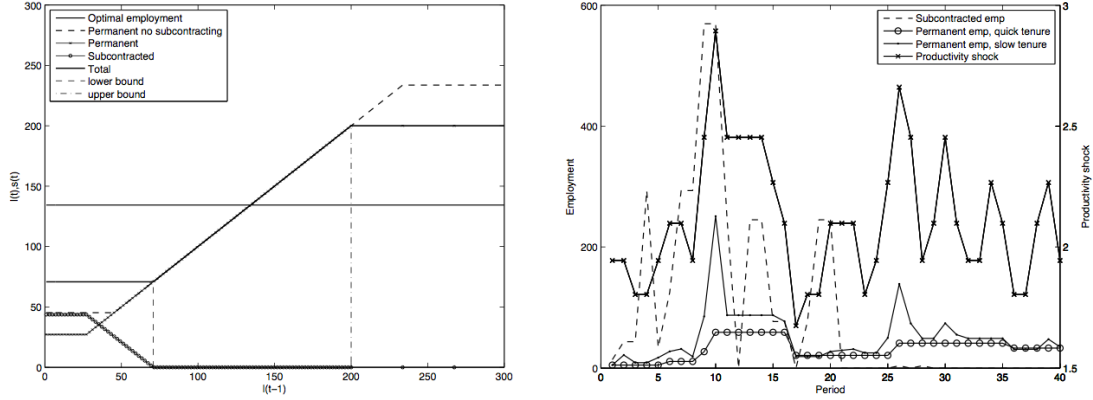 300
250
200
150
100
50
0
l(t),s(t)
Optimal employment
Permanent no subcontracting
Permanent
Subcontracted
Total
lower bound
upper bound
0 50 100 150 200 250 300
l(t−1)
600
400
200
0
Employment
Subcontracted emp
Permanent emp, quick tenure
Permanent emp, slow tenure
Productivity shock
3
2.5
2
1.5
Productivity shock
0 5 10 15 20 25 30 35 40
Period